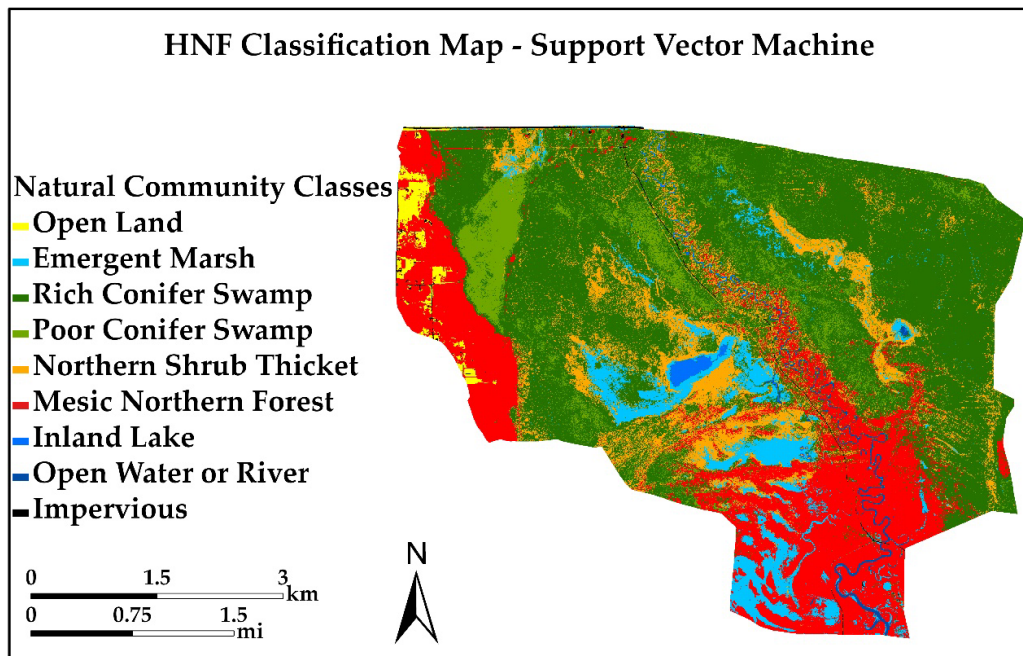 HNF Classification Map - Support Vector Machine
Natural Community Classes
Open Land
Emergent Marsh
Rich Conifer Swamp
Poor Conifer Swamp
Northern Shrub Thicket
Mesic Northern Forest
Inland Lake
Open Water or River
Impervious
N
0 1.5 3
km
0 0.75 1.5
mi